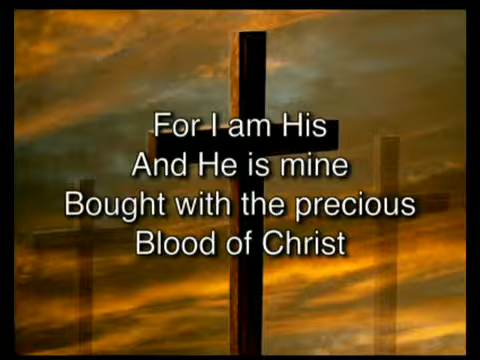 For I am His
And He is mine
Bought with the precious
Blood of Christ